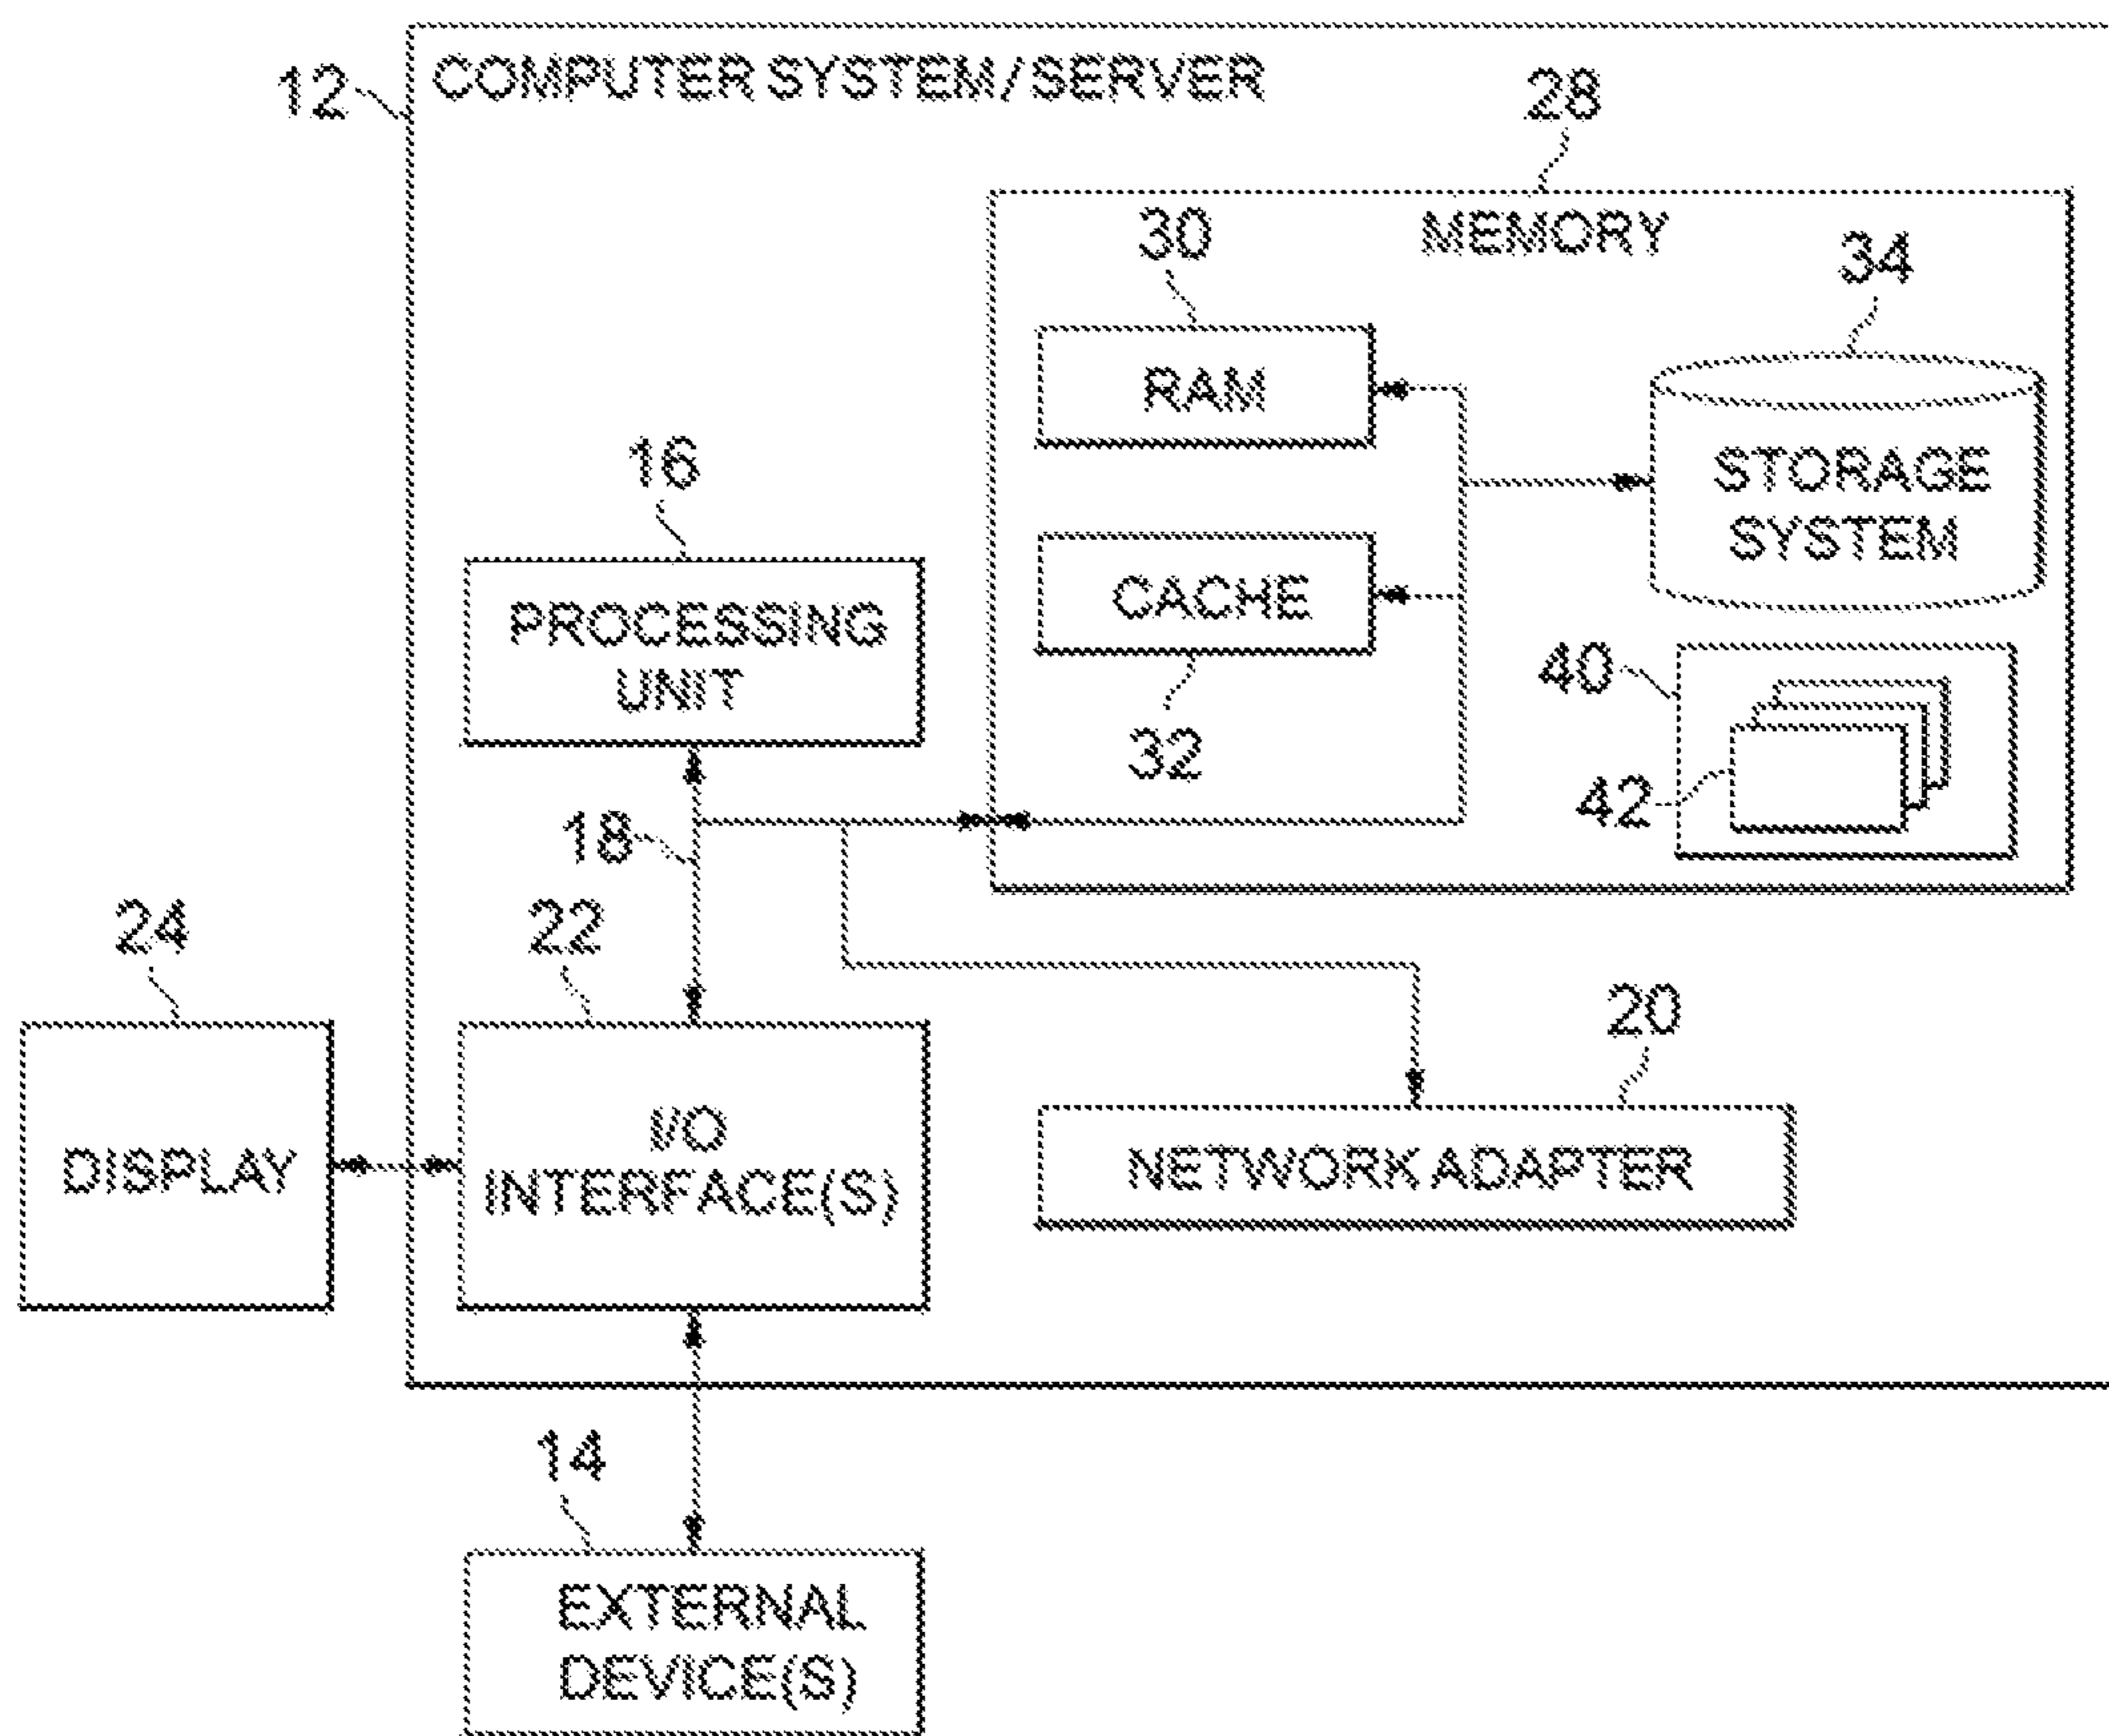 12
COMPUTER SYSTEM/SERVER
28
MEMORY
30
34
RAM
STORAGE
SYSTEM
16
PROCESSING
UNIT
CACHE
32
40
42
18
24
22
20
DISPLAY
I/O
INTERFACE(S)
NETWORK ADAPTER
14
EXTERNAL
DEVICE(S)